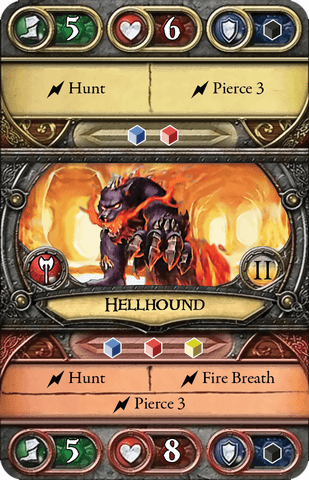 5 6
Hunt Pierce 3
II
HELLHOUND
Hunt Fire Breath
Pierce 3
5 8